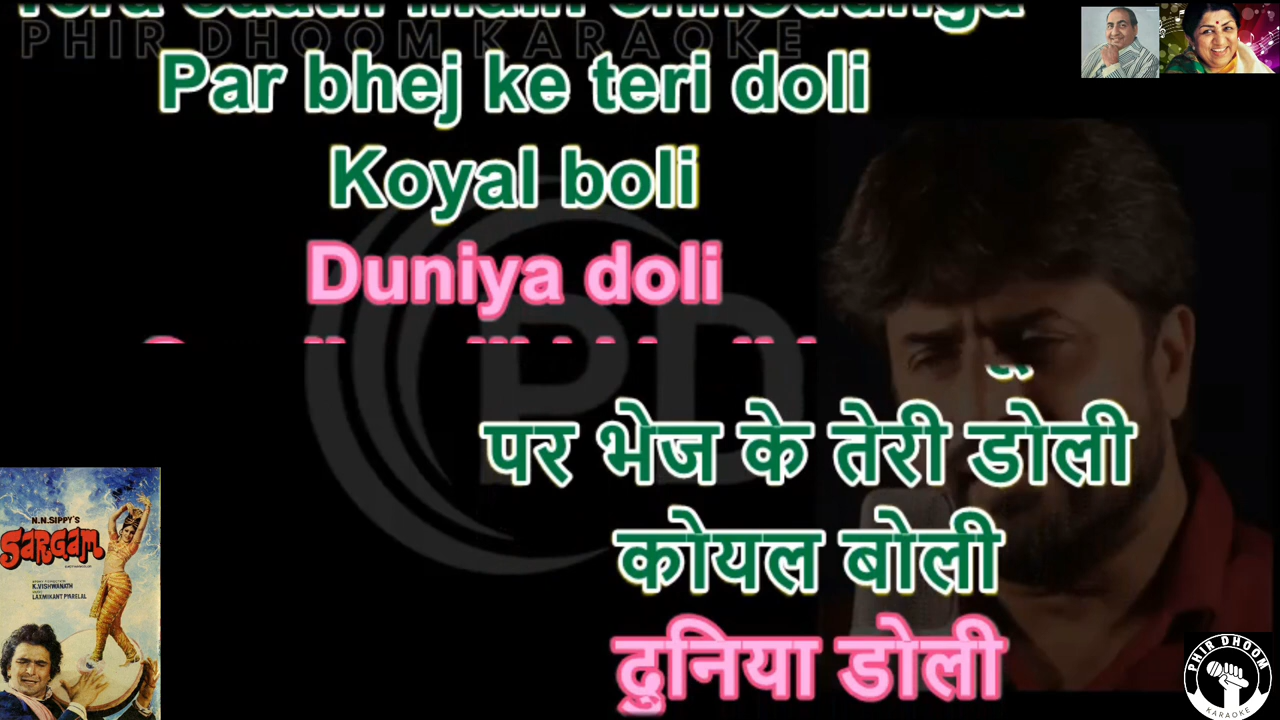 PHIR DHOOM KARAOKE
Par bhej ke teri doli
Koyal boli
Duniya doli
PD
पर भेज के तेरी डोली
कोयल बोली
दुनिया डोली
N.N.SIPPY'S
SARGAM
K.VISHWANATH
LAXMIKANT PYARELAL
PHIR DHOOM
KARAOKE